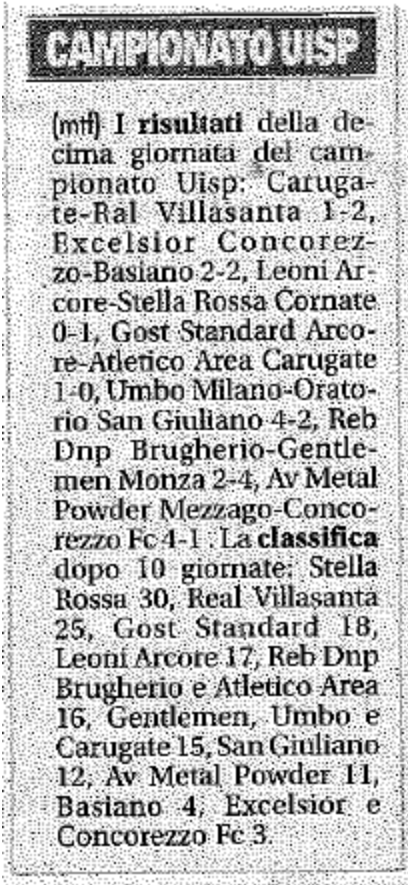 CAMPIONATO UISP
(mtf) I risultati della de-
cima giornata del cam-
pionato Uisp: Caruga-
te-Ral Villasanta 1-2,
Excelsior Concorez-
zo-Basiano 2-2, Leoni Ar-
core-Stella Rossa Cornate
0-1, Gost Standard Arco-
re-Atletico Area Carugate
1-0, Umbo Milano-Orato-
rio San Giuliano 4-2, Reb
Dnp Brugherio-Gentle-
men Monza 2-4, Av Metal
Powder Mezzago-Conco-
rezzo Fc 4-1 . La classifica
dopo 10 giornate: Stella
Rossa 30, Real Villasanta
25, Gost Standard 18,
Leoni Arcore 17, Reb Dnp
Brugherio e Atletico Area
16, Gentlemen, Umbo e
Carugate 15, San Giuliano
12, Av Metal Powder 11,
Basiano 4, Excelsior e
Concorezzo Fc 3.